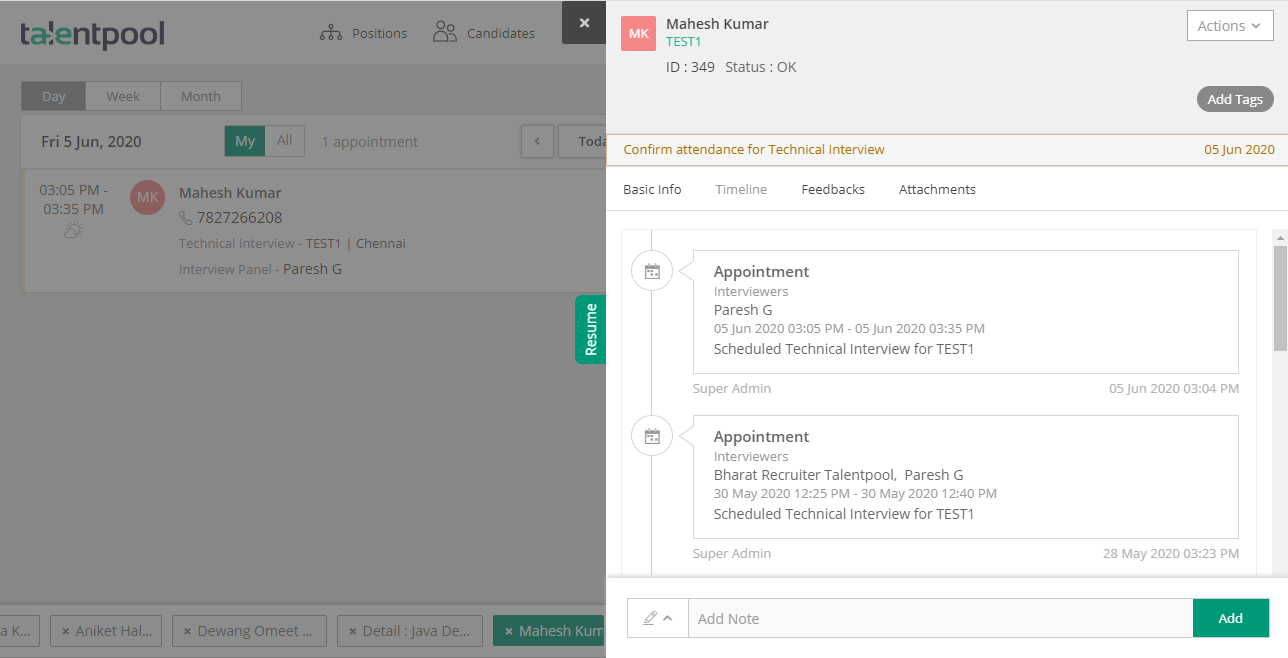 talentpool
Positions
Candidates
×
Day
Week
Month
Fri 5 Jun, 2020
My
All
1 appointment
<
Toda
03:05 PM -
03:35 PM
MK
Mahesh Kumar
7827266208
Technical Interview - TEST1 | Chennai
Interview Panel - Paresh G
Resume
a K...
× Aniket Hal...
× Dewang Omeet ...
× Detail : Java De...
× Mahesh Kum
MK
Mahesh Kumar
TEST1
ID : 349 Status : OK
Actions
Add Tags
Confirm attendance for Technical Interview
05 Jun 2020
Basic Info
Timeline
Feedbacks
Attachments
Appointment
Interviewers
Paresh G
05 Jun 2020 03:05 PM - 05 Jun 2020 03:35 PM
Scheduled Technical Interview for TEST1
Super Admin
05 Jun 2020 03:04 PM
Appointment
Interviewers
Bharat Recruiter Talentpool, Paresh G
30 May 2020 12:25 PM - 30 May 2020 12:40 PM
Scheduled Technical Interview for TEST1
Super Admin
28 May 2020 03:23 PM
Add Note
Add